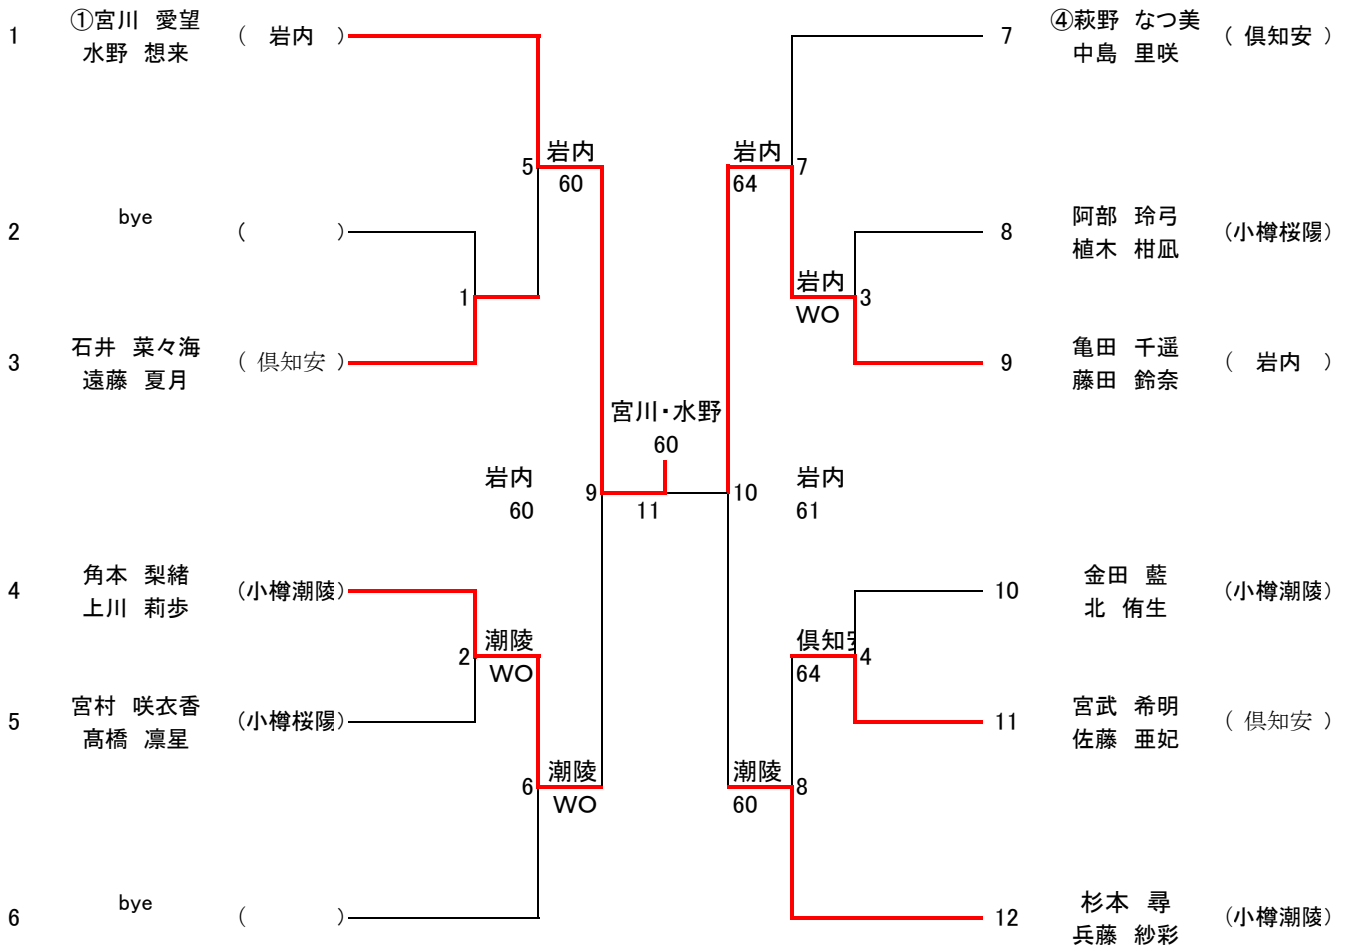 1 ①宮川 愛望 ( 岩内 )
水野 想来
2 bye ( )
3 石井 菜々海 ( 倶知安 )
遠藤 夏月
4 角本 梨緒 (小樽潮陵)
上川 莉歩
5 宮村 咲衣香 (小樽桜陽)
髙橋 凛星
6 bye ( )
5 岩内
60
1
岩内
60
9
2 潮陵
WO
6 潮陵
WO
宮川・水野
60
11
岩内 7
64
岩内 3
WO
10 岩内
61
倶知安 4
64
潮陵 8
60
7 ④萩野 なつ美 ( 倶知安 )
中島 里咲
8 阿部 玲弓 (小樽桜陽)
植木 柑凪
9 亀田 千遥 ( 岩内 )
藤田 鈴奈
10 金田 藍 (小樽潮陵)
北 侑生
11 宮武 希明 ( 倶知安 )
佐藤 亜妃
12 杉本 尋 (小樽潮陵)
兵藤 紗彩